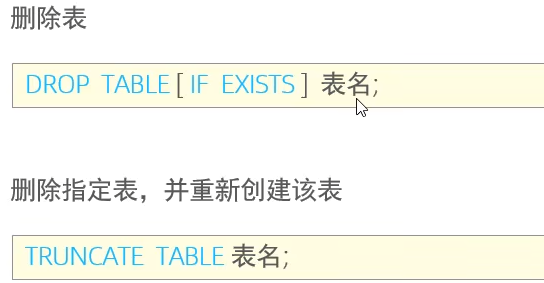 删除表
DROP TABLE [ IF EXISTS ] 表名;
删除指定表，并重新创建该表
TRUNCATE TABLE 表名;